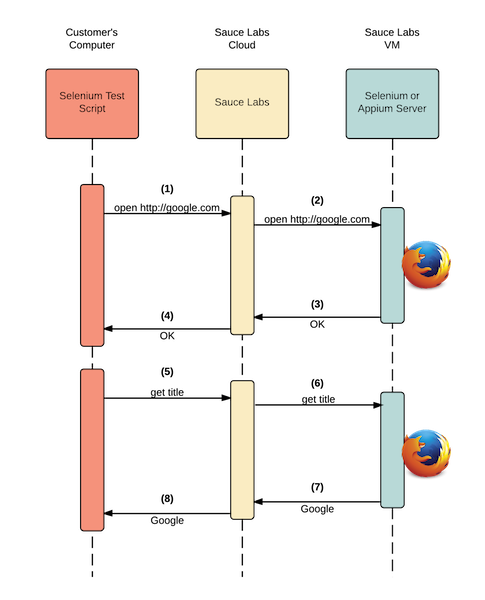 Customer's
Computer
Sauce Labs
Cloud
Sauce Labs
VM
Selenium Test
Script
Sauce Labs
Selenium or
Appium Server
(1)
open http://google.com
(2)
open http://google.com
(3)
OK
(4)
OK
(5)
get title
(6)
get title
(7)
Google
(8)
Google